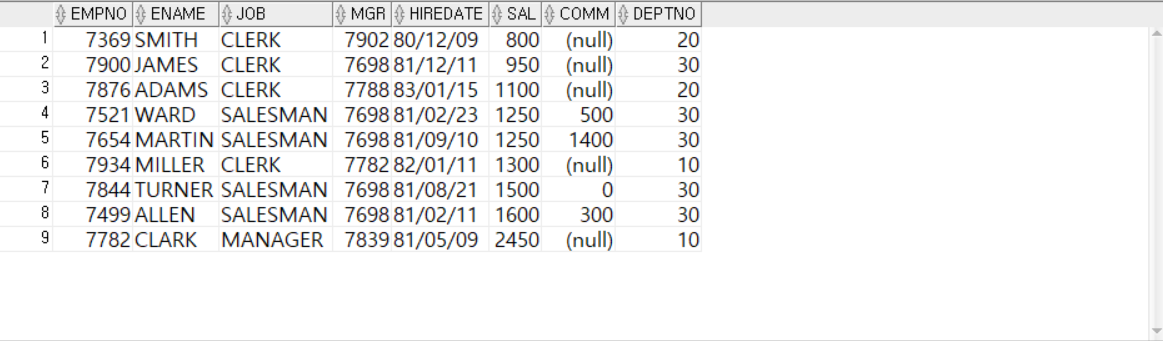 EMPNO ENAME JOB MGR HIREDATE SAL COMM DEPTNO
1 7369 SMITH CLERK 7902 80/12/09 800 (null) 20
2 7900 JAMES CLERK 7698 81/12/11 950 (null) 30
3 7876 ADAMS CLERK 7788 83/01/15 1100 (null) 20
4 7521 WARD SALESMAN 7698 81/02/23 1250 500 30
5 7654 MARTIN SALESMAN 7698 81/09/10 1250 1400 30
6 7934 MILLER CLERK 7782 82/01/11 1300 (null) 10
7 7844 TURNER SALESMAN 7698 81/08/21 1500 0 30
8 7499 ALLEN SALESMAN 7698 81/02/11 1600 300 30
9 7782 CLARK MANAGER 7839 81/05/09 2450 (null) 10